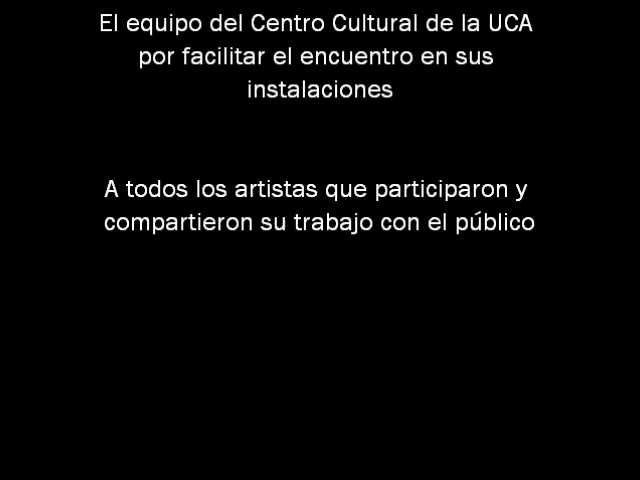 El equipo del Centro Cultural de la UCA
por facilitar el encuentro en sus
instalaciones
A todos los artistas que participaron y
compartieron su trabajo con el público